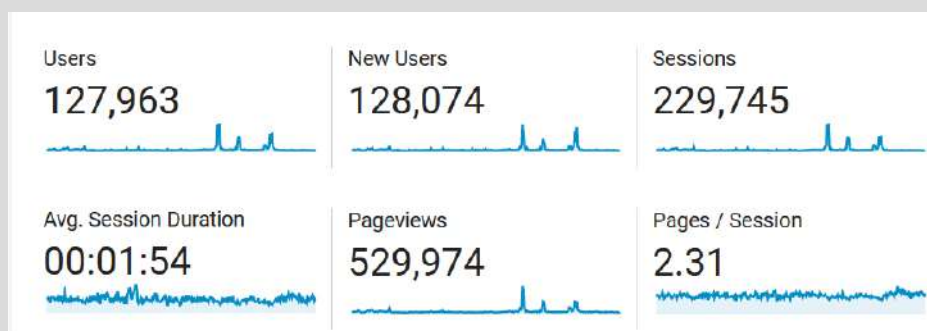 Users
127,963
New Users
128,074
Sessions
229,745
Avg. Session Duration
00:01:54
Pageviews
529,974
Pages / Session
2.31